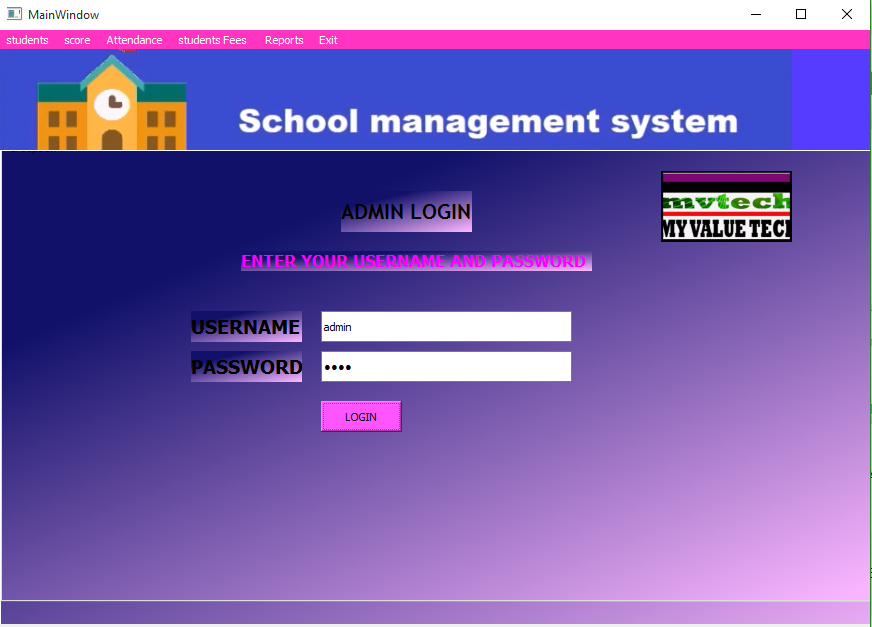 MainWindow
students score Attendance students Fees Reports Exit
School management system
mvtech
MY VALUE TECH
ADMIN LOGIN
ENTER YOUR USERNAME AND PASSWORD
USERNAME admin
PASSWORD ••••
LOGIN